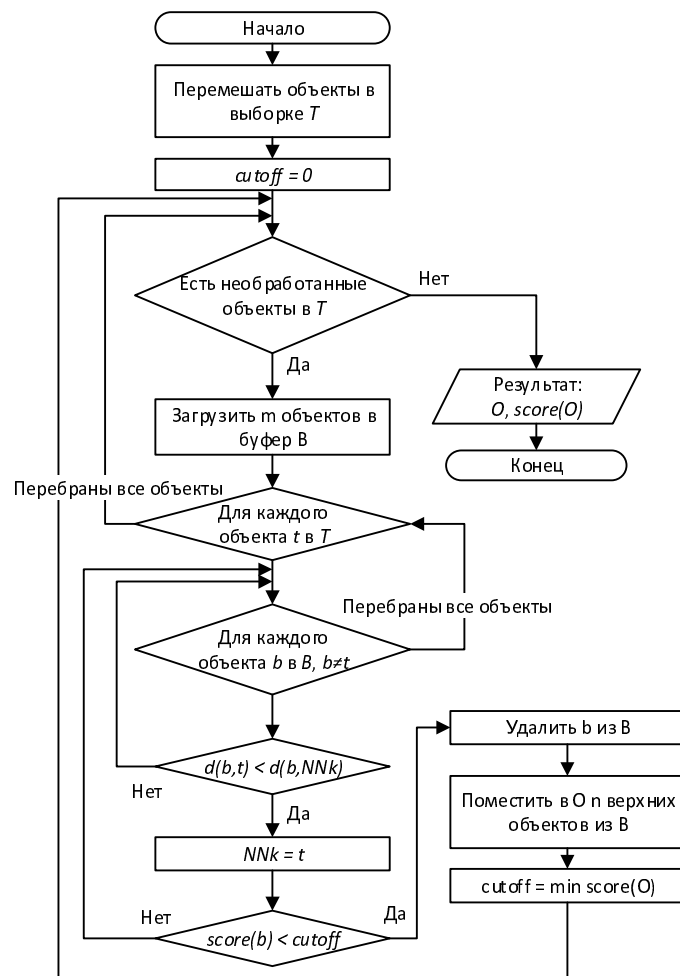 Начало
Перемешать объекты в
выборке T
cutoff = 0
Есть необработанные
объекты в T
Нет
Да
Результат:
O, score(O)
Загрузить m объектов в
буфер B
Конец
Перебраны все объекты
Для каждого
объекта t в T
Перебраны все объекты
Для каждого
объекта b в B, b≠t
Удалить b из B
d(b,t) < d(b,NNk)
Нет
Да
Поместить в O n верхних
объектов из B
NNk = t
cutoff = min score(O)
Нет
Да
score(b) < cutoff